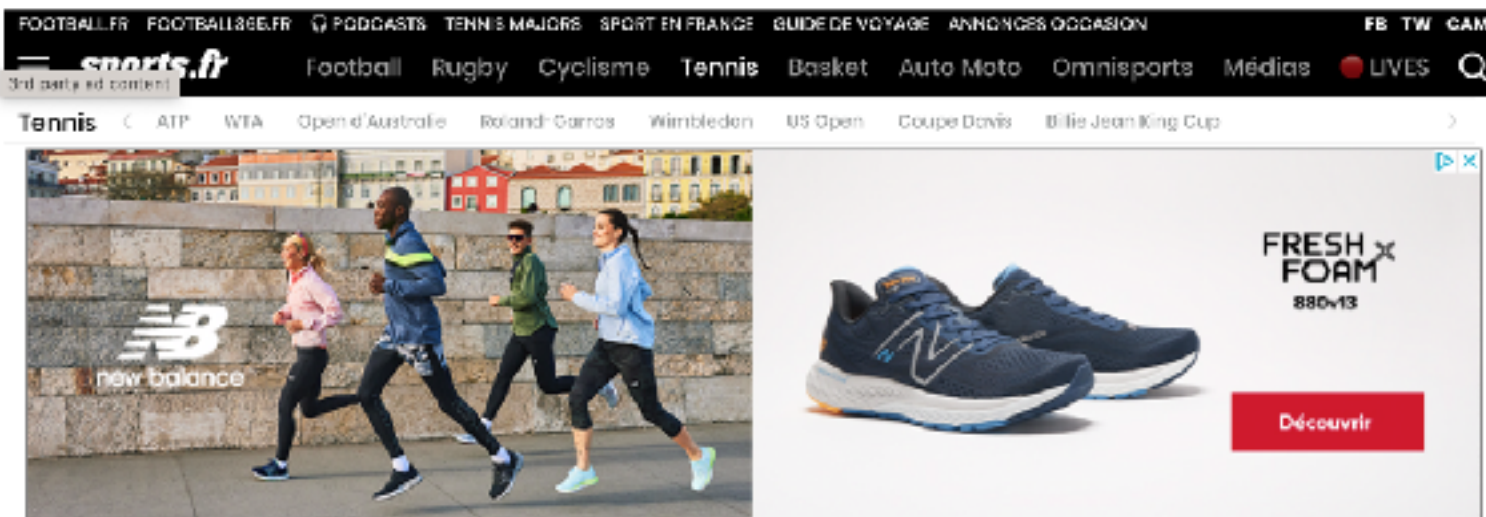 FOOTBALL.FR FOOTBALL365.FR PODCASTS TENNIS MAJORS SPORT EN FRANCE GUIDE DE VOYAGE ANNONCES OCCASION FB TW GAM
sports.fr Football Rugby Cyclisme Tennis Basket Auto Moto Omnisports Médias LIVES
3rd party ad content
Tennis ATP WTA Open d'Australie Roland-Garros Wimbledon US Open Coupe Davis Billie Jean King Cup
new balance
FRESH
FOAM X
880v13
Découvrir